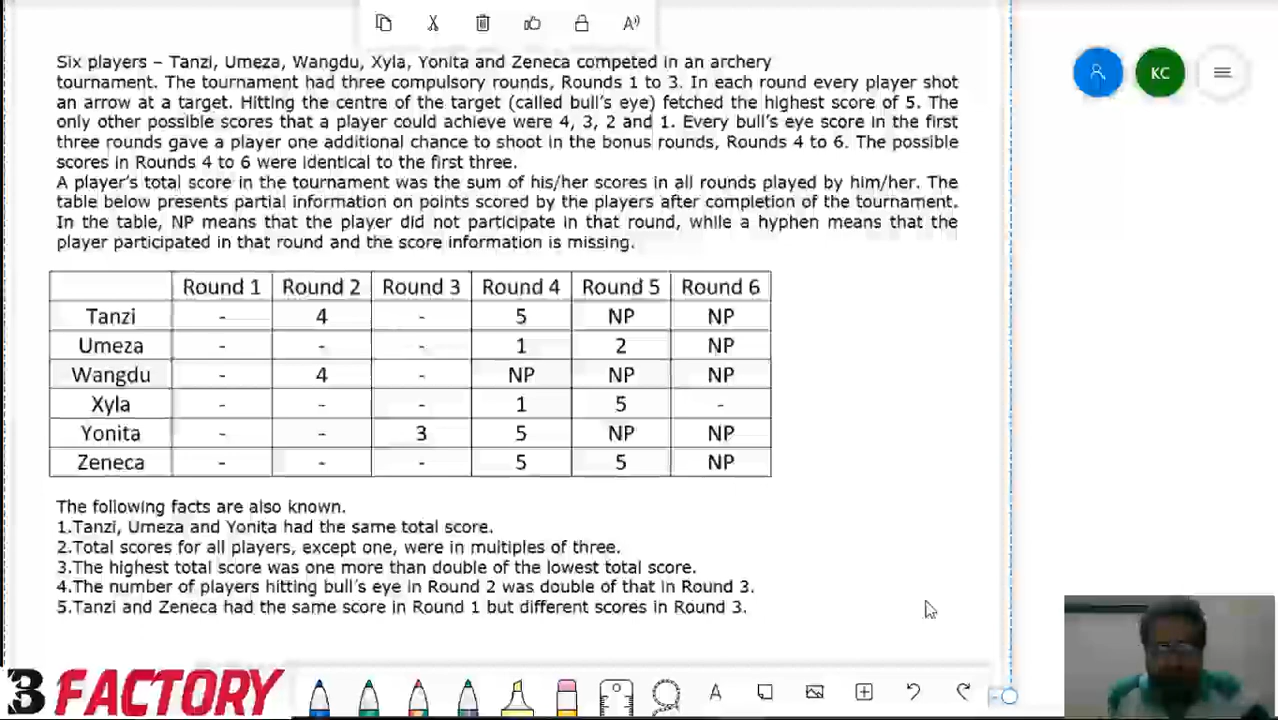 Six players – Tanzi, Umeza, Wangdu, Xyla, Yonita and Zeneca competed in an archery
tournament. The tournament had three compulsory rounds, Rounds 1 to 3. In each round every player shot
an arrow at a target. Hitting the centre of the target (called bull's eye) fetched the highest score of 5. The
only other possible scores that a player could achieve were 4, 3, 2 and 1. Every bull's eye score in the first
three rounds gave a player one additional chance to shoot in the bonus rounds, Rounds 4 to 6. The possible
scores in Rounds 4 to 6 were identical to the first three.
A player's total score in the tournament was the sum of his/her scores in all rounds played by him/her. The
table below presents partial information on points scored by the players after completion of the tournament.
In the table, NP means that the player did not participate in that round, while a hyphen means that the
player participated in that round and the score information is missing.
Round 1 Round 2 Round 3 Round 4 Round 5 Round 6
Tanzi - 4 - 5 NP NP
Umeza - - - 1 2 NP
Wangdu - 4 - NP NP NP
Xyla - - - 1 5 -
Yonita - - 3 5 NP NP
Zeneca - - - 5 5 NP
The following facts are also known.
1.Tanzi, Umeza and Yonita had the same total score.
2.Total scores for all players, except one, were in multiples of three.
3.The highest total score was one more than double of the lowest total score.
4.The number of players hitting bull's eye in Round 2 was double of that in Round 3.
5.Tanzi and Zeneca had the same score in Round 1 but different scores in Round 3.
KC
3 FACTORY